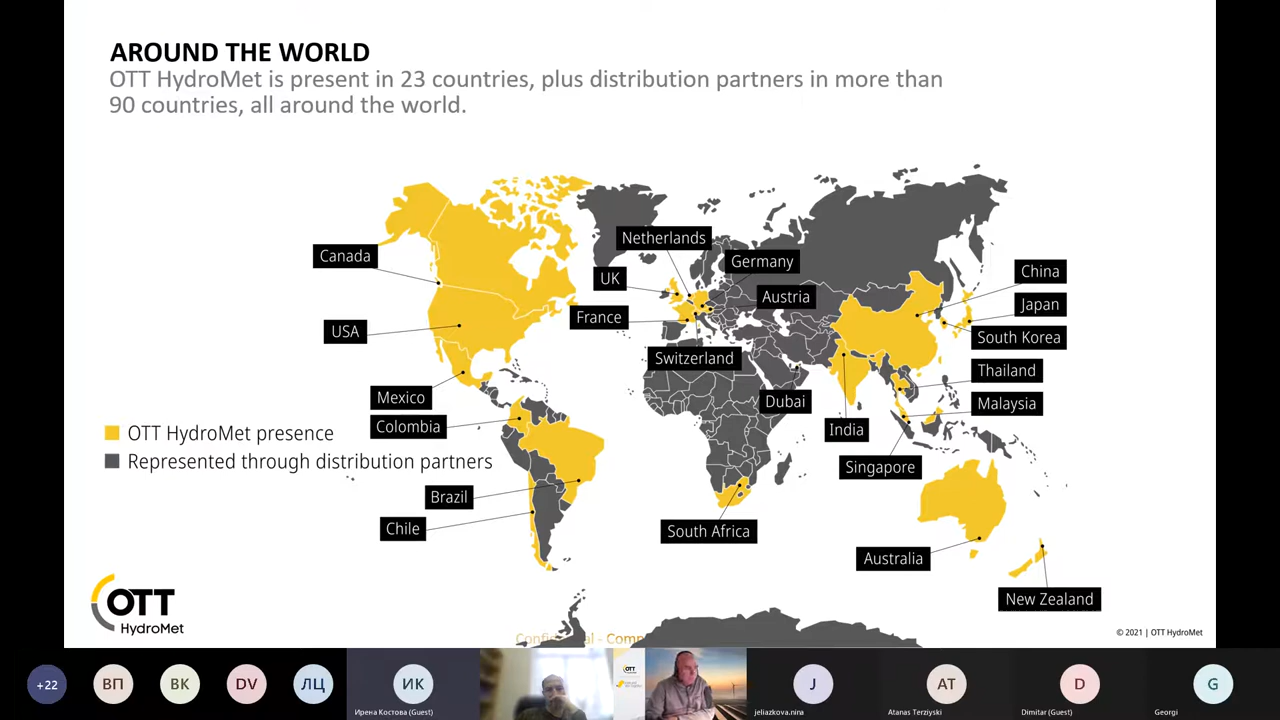 AROUND THE WORLD
OTT HydroMet is present in 23 countries, plus distribution partners in more than
90 countries, all around the world.
Netherlands
Canada
Germany
UK
China
Austria
Japan
France
USA
South Korea
Switzerland
Thailand
Mexico
Dubai
Malaysia
Colombia
India
OTT HydroMet presence
Represented through distribution partners
Singapore
Brazil
Chile
South Africa
Australia
New Zealand
OTT
HydroMet
© 2021 | OTT HydroMet
+22
ВП
ВК
DV
ЛЦ
ИК
OTT
J
AT
D
G
Ирена Костова (Guest)
jeliazkova.nina
Atanas Terziyski
Dimitar (Guest)
Georgi